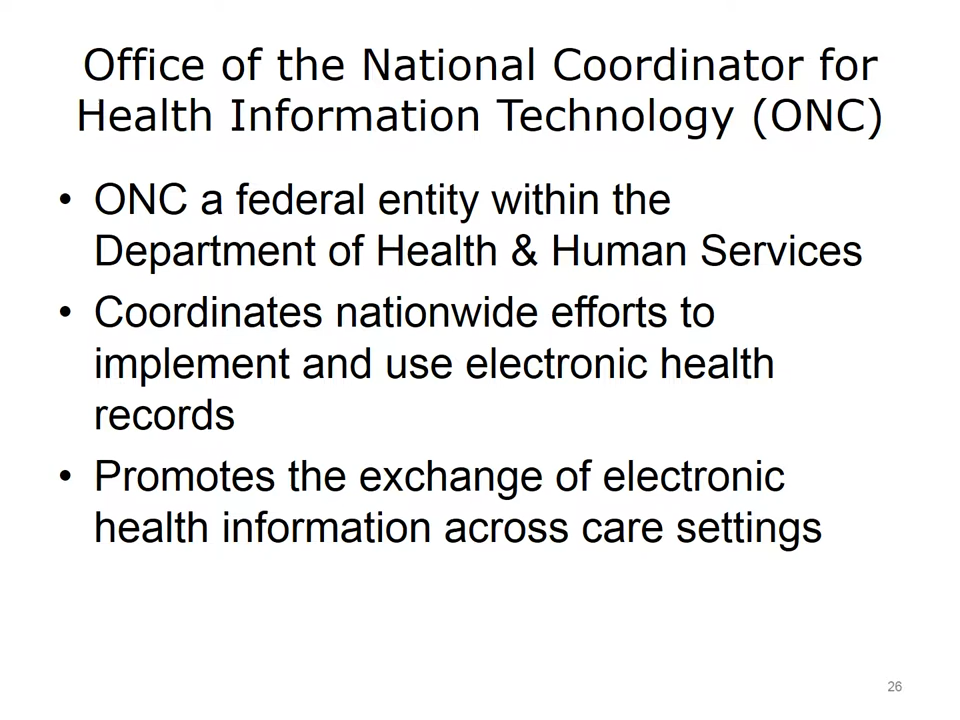 Office of the National Coordinator for
Health Information Technology (ONC)
• ONC a federal entity within the
Department of Health & Human Services
• Coordinates nationwide efforts to
implement and use electronic health
records
• Promotes the exchange of electronic
health information across care settings
26